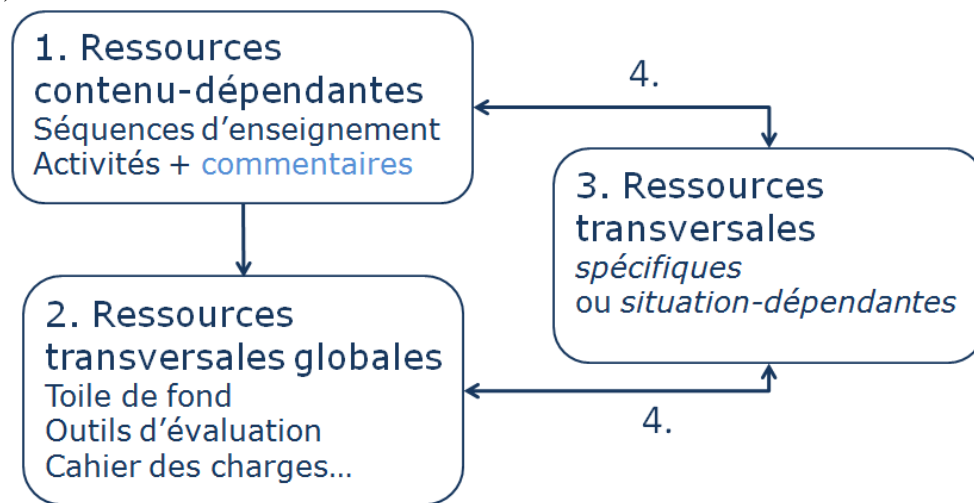 1. Ressources
contenu-dépendantes
Séquences d'enseignement
Activités + commentaires
4.
3. Ressources
transversales
spécifiques
ou situation-dépendantes
2. Ressources
transversales globales
Toile de fond
Outils d'évaluation
Cahier des charges...
4.